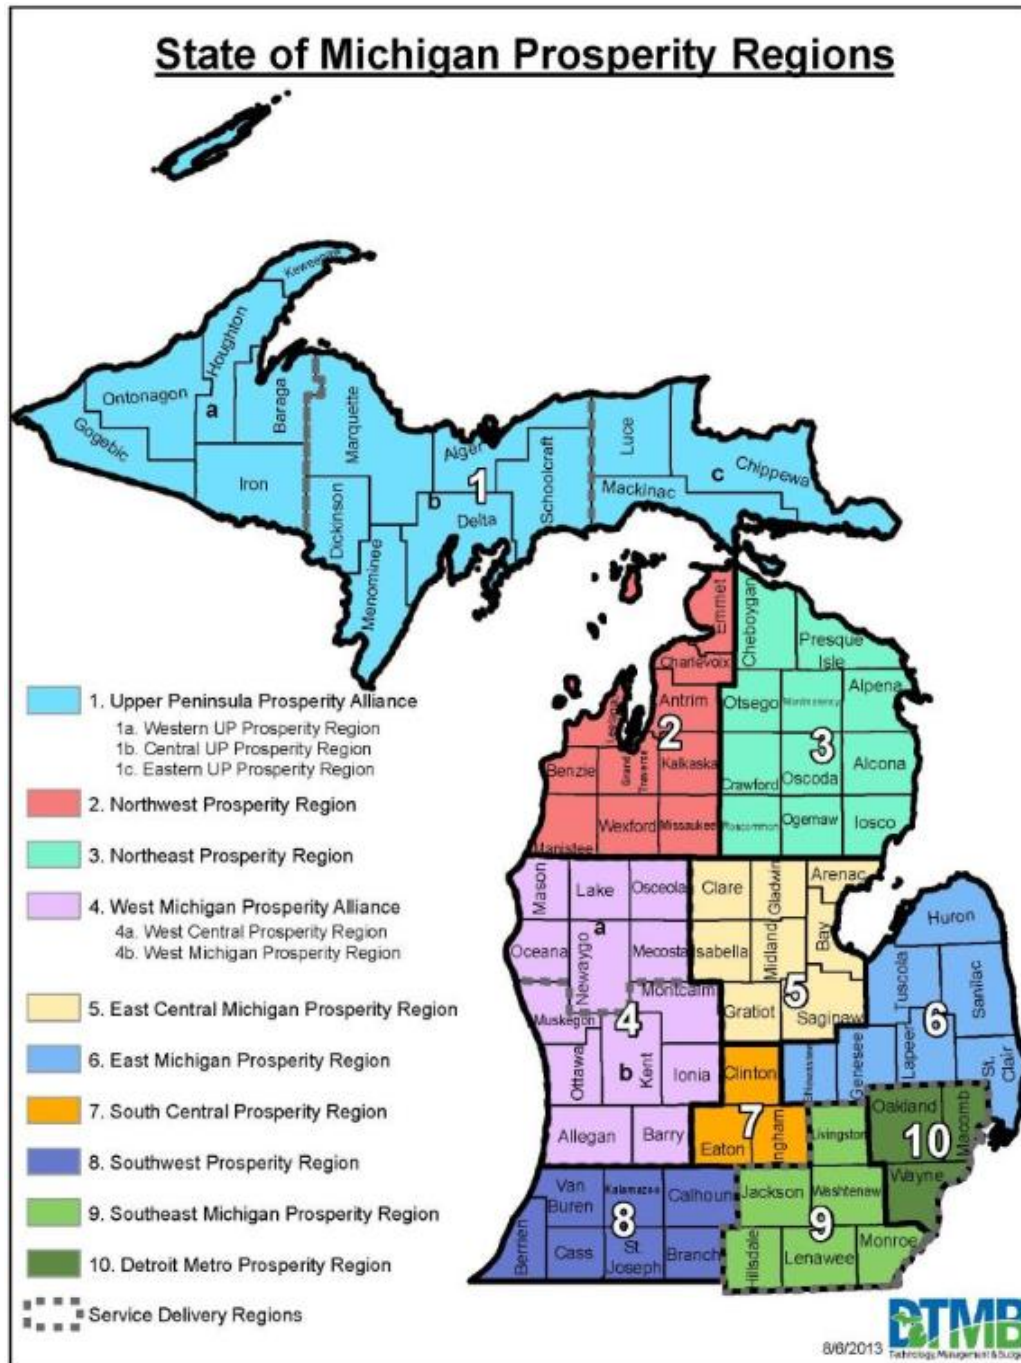 State of Michigan Prosperity Regions
Keweenaw
Houghton
Ontonagon
a
Baraga
Gogebic
Iron
Marquette
Alger
1
b
Delta
Schoolcraft
Dickinson
Menominee
Luce
c
Chippewa
Mackinac
Emmet
Cheboygan
Presque
Isle
Charlevoix
Antrim
Otsego
Montmorency
Alpena
Leelanau
2
3
Benzie
Grand
Traverse
Kalkaska
Crawford
Oscoda
Alcona
Manistee
Wexford
Missaukee
Roscommon
Ogemaw
Iosco
1. Upper Peninsula Prosperity Alliance
1a. Western UP Prosperity Region
1b. Central UP Prosperity Region
1c. Eastern UP Prosperity Region
2. Northwest Prosperity Region
3. Northeast Prosperity Region
4. West Michigan Prosperity Alliance
4a. West Central Prosperity Region
4b. West Michigan Prosperity Region
5. East Central Michigan Prosperity Region
6. East Michigan Prosperity Region
7. South Central Prosperity Region
8. Southwest Prosperity Region
9. Southeast Michigan Prosperity Region
10. Detroit Metro Prosperity Region
Service Delivery Regions
Mason
Lake
Osceola
Clare
Gladwin
Arenac
a
Oceana
Newaygo
Mecosta
Isabella
Midland
Bay
Huron
Montcalm
Muskegon
4
Gratiot
5
Saginaw
Tuscola
Sanilac
6
Ottawa
b
Kent
Ionia
Clinton
Shiawassee
Genesee
Lapeer
St.
Clair
Allegan
Barry
7
Eaton
Ingham
Livingston
Oakland
Macomb
10
Wayne
Van
Buren
Kalamazoo
Calhoun
Jackson
Washtenaw
8
9
Berrien
Cass
St.
Joseph
Branch
Hillsdale
Lenawee
Monroe
8/6/2013
DTMB
Technology, Management & Budget